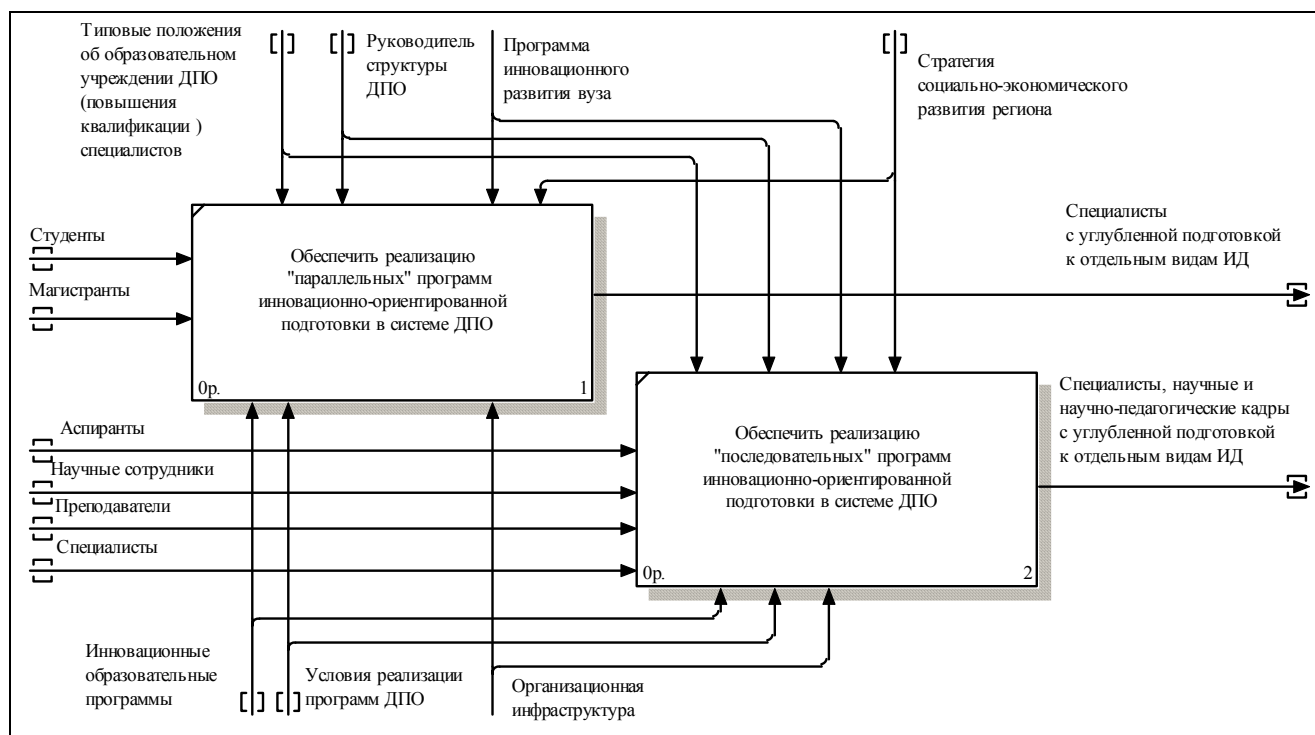 Типовые положения
об образовательном
учреждении ДПО
(повышения
квалификации )
специалистов
Руководитель
структуры
ДПО
Программа
инновационного
развития вуза
Стратегия
социально-экономического
развития региона
Студенты
Магистранты
Обеспечить реализацию
"параллельных" программ
инновационно-ориентированной
подготовки в системе ДПО
0р.
1
Специалисты
с углубленной подготовкой
к отдельным видам ИД
Аспиранты
Научные сотрудники
Преподаватели
Специалисты
Обеспечить реализацию
"последовательных" программ
инновационно-ориентированной
подготовки в системе ДПО
0р.
2
Специалисты, научные и
научно-педагогические кадры
с углубленной подготовкой
к отдельным видам ИД
Инновационные
образовательные
программы
Условия реализации
программ ДПО
Организационная
инфраструктура